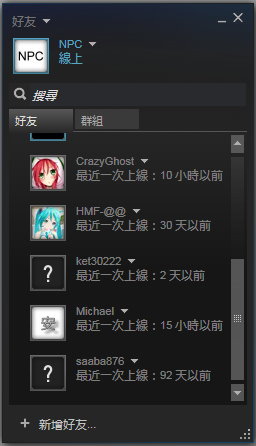 好友
NPC
NPC
線上
搜尋
好友
群組
CrazyGhost
最近一次上線：10 小時以前
HMF-@@
最近一次上線：30 天以前
?
ket30222
最近一次上線：2 天以前
安
Michael
最近一次上線：15 小時以前
?
saaba876
最近一次上線：92 天以前
+ 新增好友...